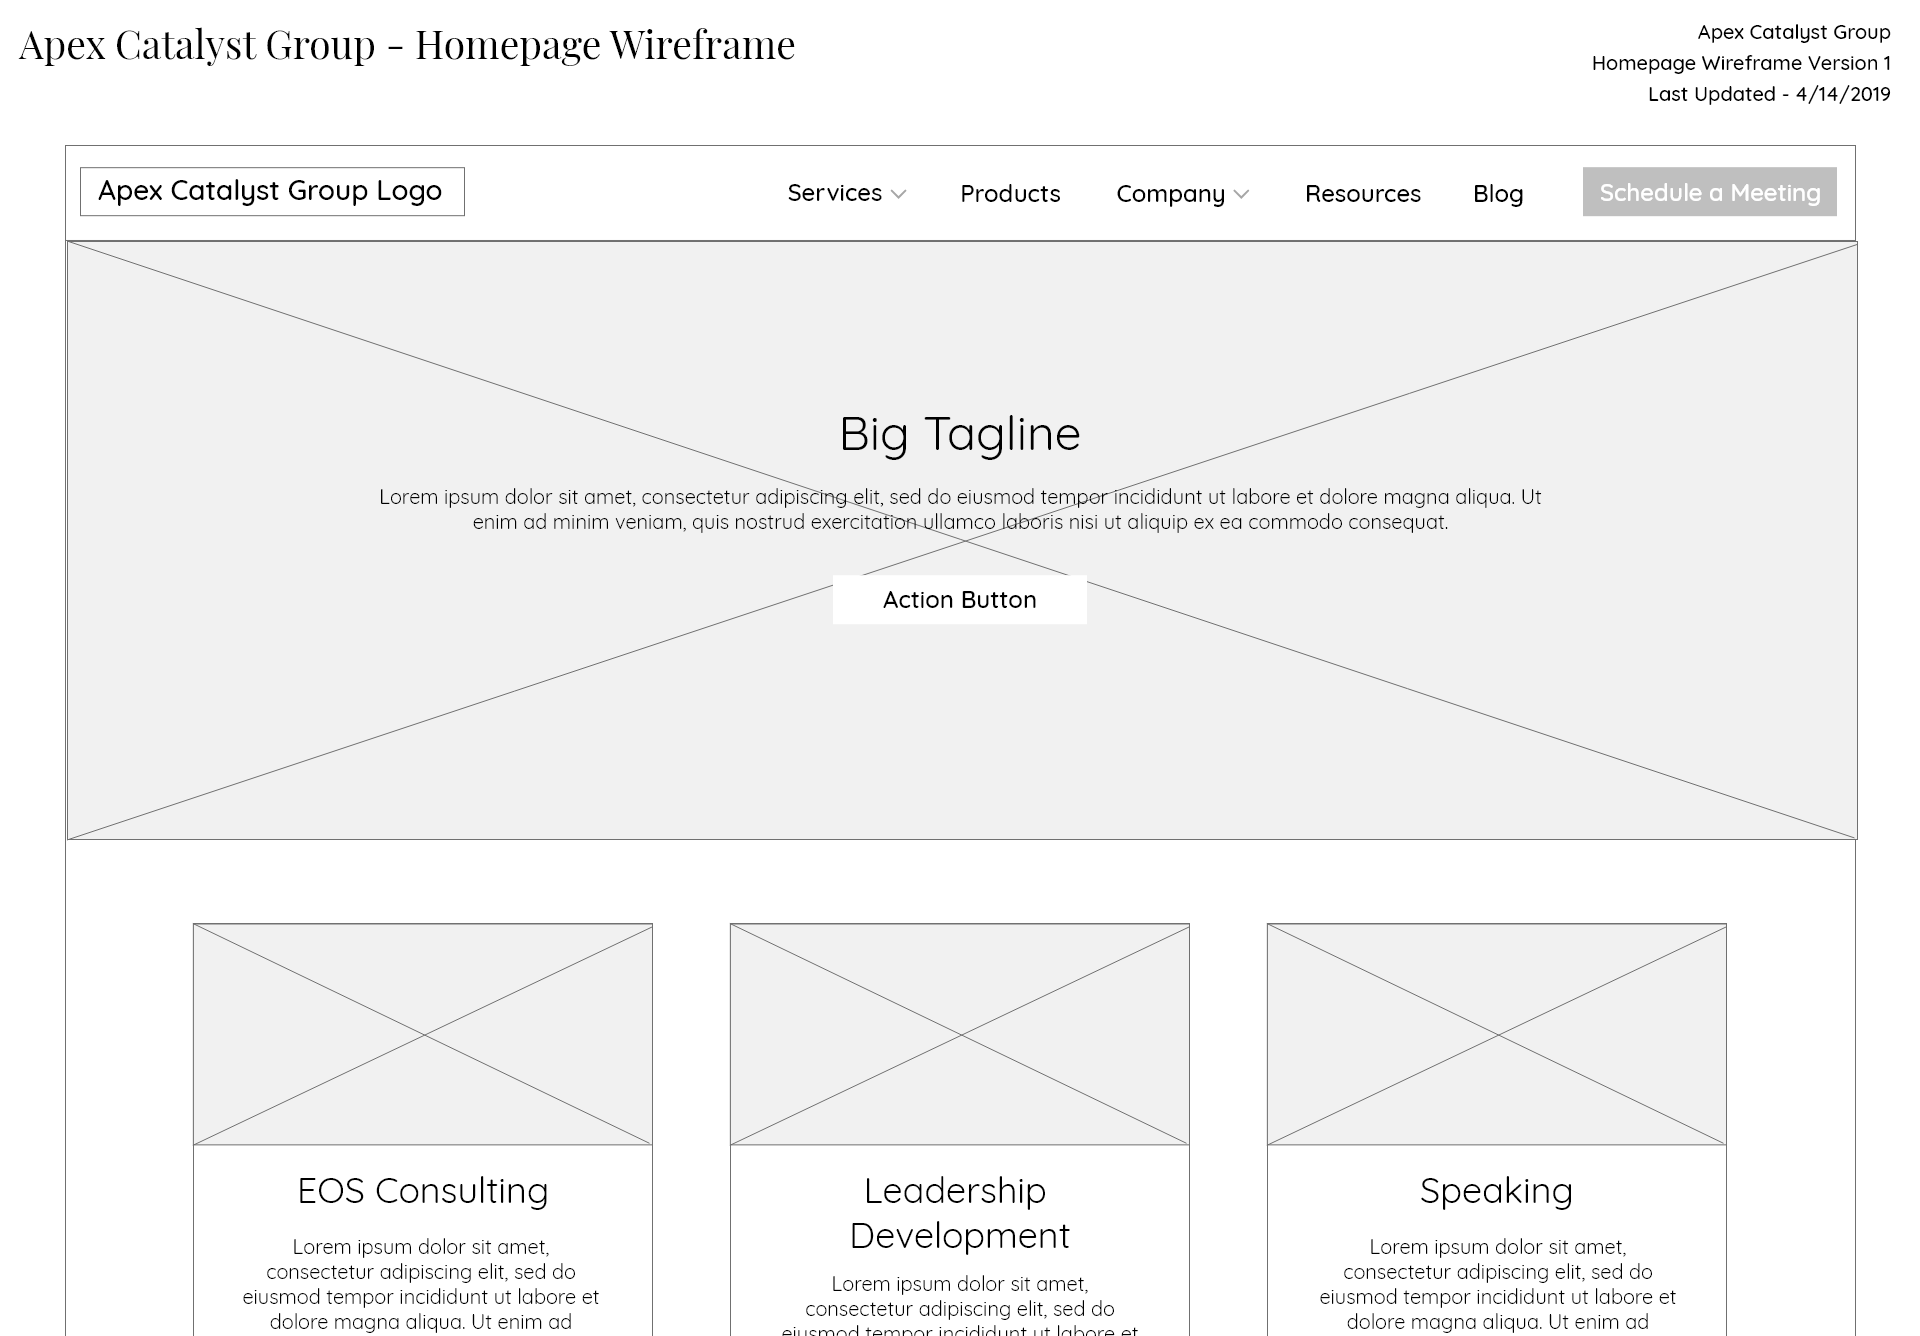 Apex Catalyst Group - Homepage Wireframe
Apex Catalyst Group
Homepage Wireframe Version 1
Last Updated - 4/14/2019
Apex Catalyst Group Logo
Services
Products
Company
Resources
Blog
Schedule a Meeting
Big Tagline
Lorem ipsum dolor sit amet, consectetur adipiscing elit, sed do eiusmod tempor incididunt ut labore et dolore magna aliqua. Ut
enim ad minim veniam, quis nostrud exercitation ullamco laboris nisi ut aliquip ex ea commodo consequat.
Action Button
EOS Consulting
Lorem ipsum dolor sit amet,
consectetur adipiscing elit, sed do
eiusmod tempor incididunt ut labore et
dolore magna aliqua. Ut enim ad
Leadership
Development
Lorem ipsum dolor sit amet,
consectetur adipiscing elit, sed do
eiusmod tempor incididunt ut labore et
Speaking
Lorem ipsum dolor sit amet,
consectetur adipiscing elit, sed do
eiusmod tempor incididunt ut labore et
dolore magna aliqua. Ut enim ad